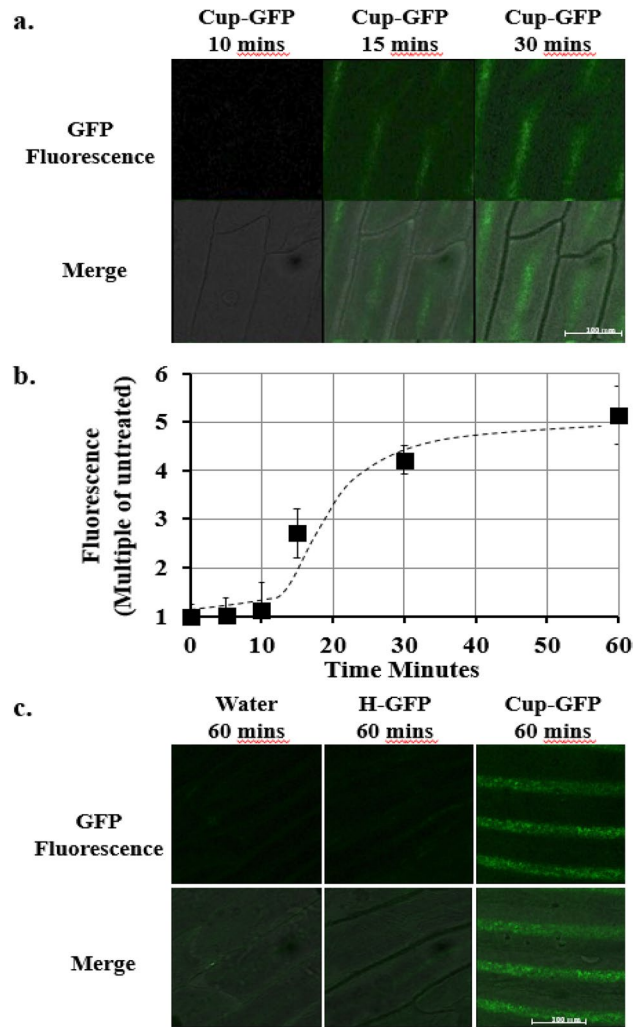 a.
Cup-GFP Cup-GFP Cup-GFP
10 mins 15 mins 30 mins
GFP
Fluorescence
Merge
100 mm
b.
Fluorescence
(Multiple of untreated)
6
5
4
3
2
1
0 10 20 30 40 50 60
Time Minutes
c.
Water H-GFP Cup-GFP
60 mins 60 mins 60 mins
GFP
Fluorescence
Merge